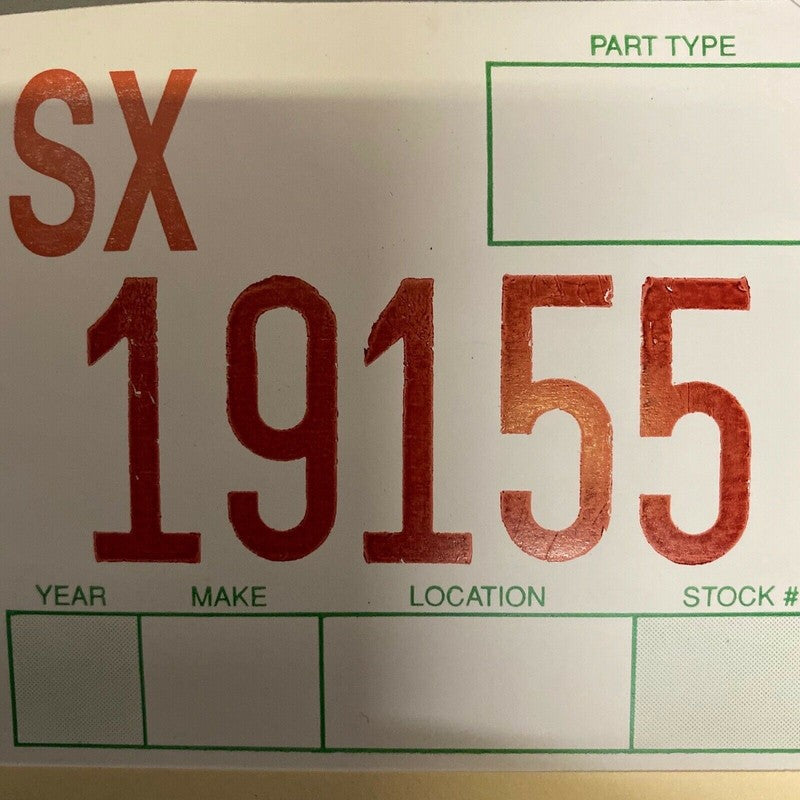 PART TYPE
SX
19155
YEAR MAKE LOCATION STOCK #